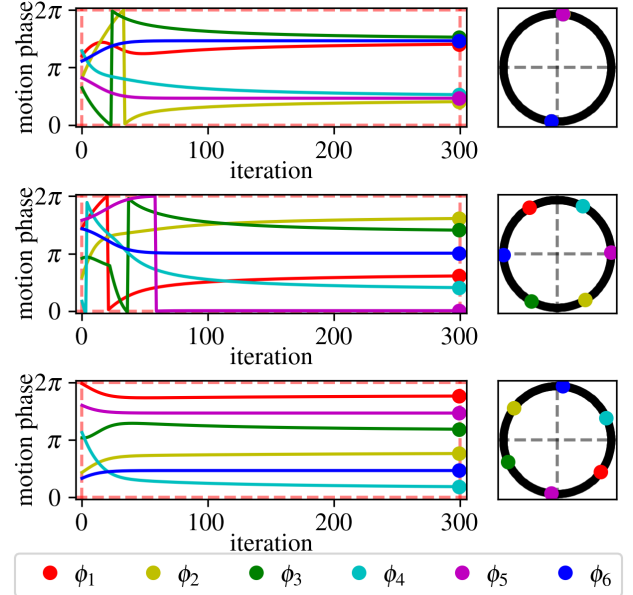 motion phase
2π
π
0
0 100 200 300
iteration
motion phase
2π
π
0
0 100 200 300
iteration
motion phase
2π
π
0
0 100 200 300
iteration
ϕ1 ϕ2 ϕ3 ϕ4 ϕ5 ϕ6